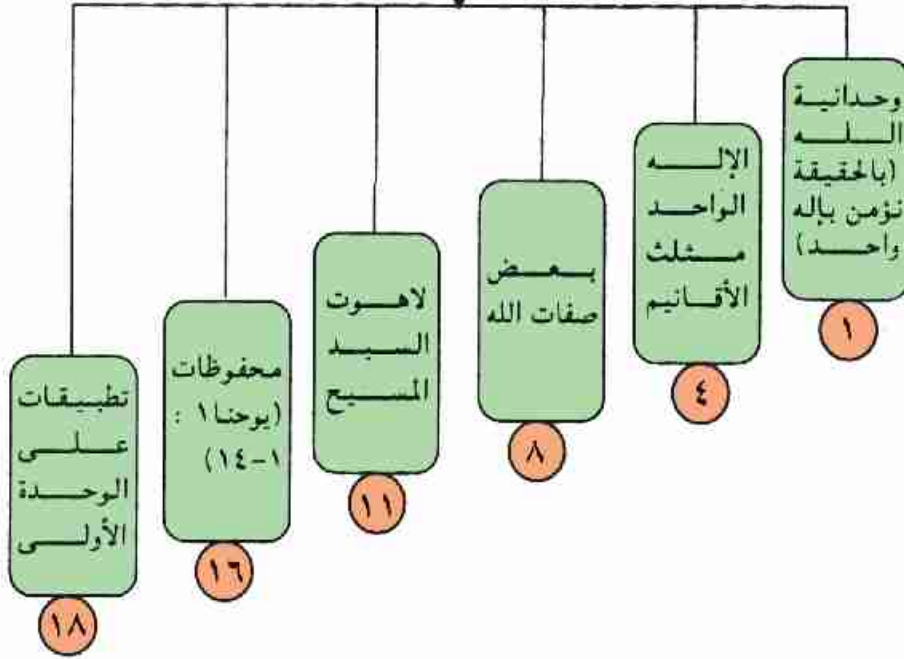 وحدانية
الله
(بالحقيقة
نؤمن بإله
واحد)
١
الإله
الواحد
مثلث
الأقانيم
٤
بعض
صفات الله
٨
لاهوت
السيد
المسيح
١١
محفوظات
(يوحنا ١ :
١-١٤)
١٦
تطبيقات
على
الوحدة
الأولى
١٨